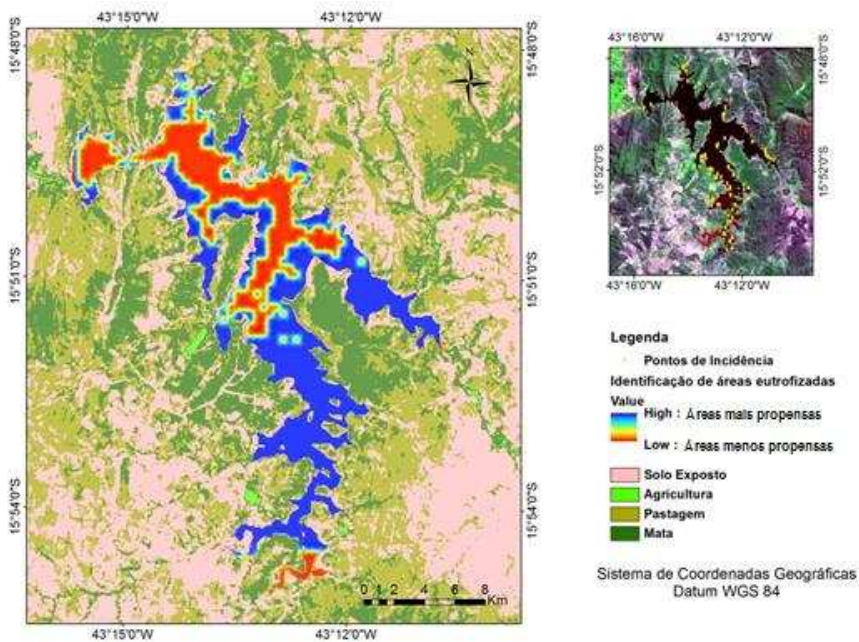 43°15'0"W 43°12'0"W
15°48'0"S 15°48'0"S
N
15°51'0"S 15°51'0"S
15°54'0"S 15°54'0"S
0 1 2 4 6 8
Km
43°15'0"W 43°12'0"W
43°16'0"W 43°12'0"W
15°48'0"S
15°52'0"S 15°52'0"S
43°16'0"W 43°12'0"W
Legenda
Pontos de Incidência
Identificação de áreas eutrofizadas
Value
High : Áreas mais propensas
Low : Áreas menos propensas
Solo Exposto
Agricultura
Pastagem
Mata
Sistema de Coordenadas Geográficas
Datum WGS 84